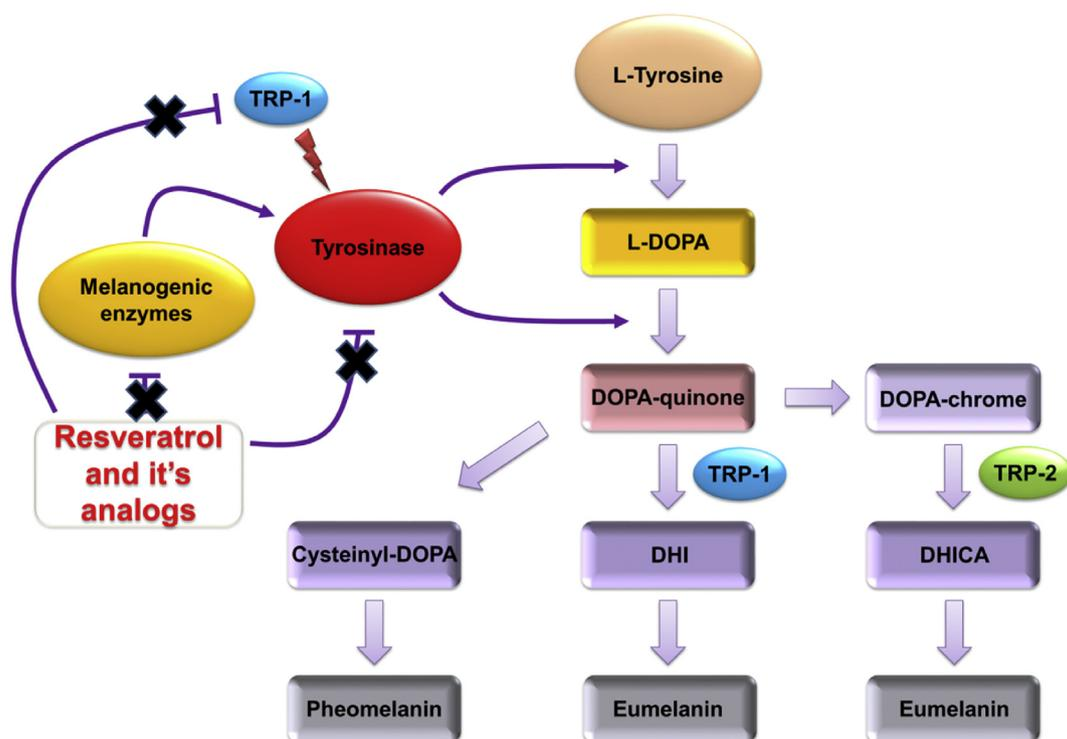 L-Tyrosine
TRP-1
Tyrosinase
L-DOPA
Melanogenic
enzymes
DOPA-quinone
DOPA-chrome
Resveratrol
and it's
analogs
TRP-1
TRP-2
Cysteinyl-DOPA
DHI
DHICA
Pheomelanin
Eumelanin
Eumelanin